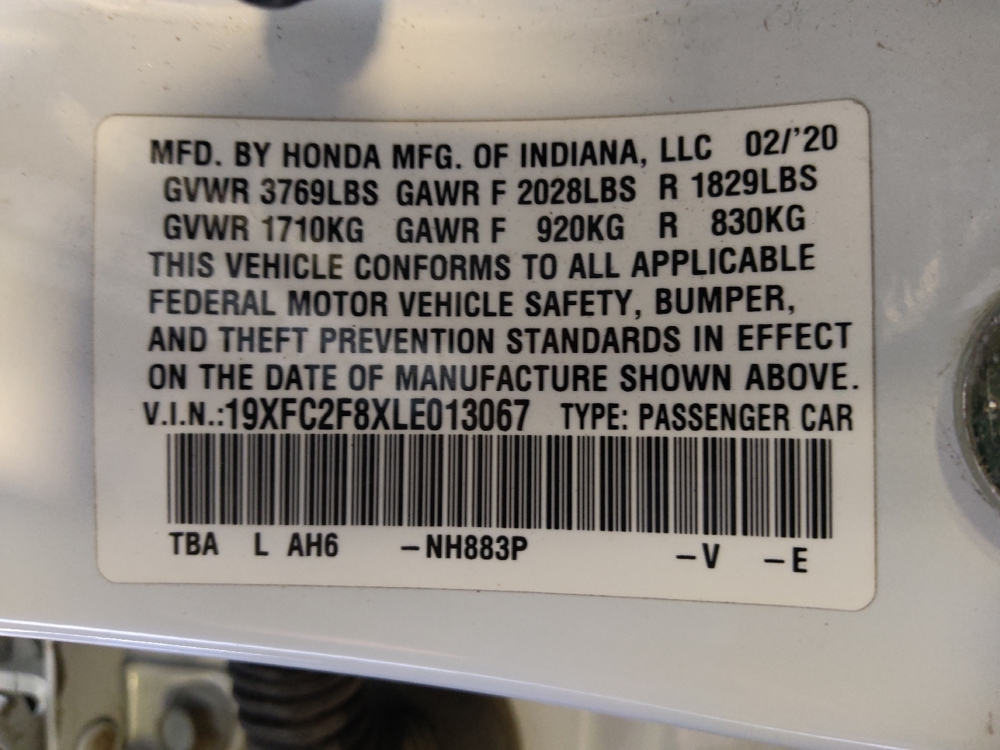 MFD. BY HONDA MFG. OF INDIANA, LLC 02/'20
GVWR 3769LBS GAWR F 2028LBS R 1829LBS
GVWR 1710KG GAWR F 920KG R 830KG
THIS VEHICLE CONFORMS TO ALL APPLICABLE
FEDERAL MOTOR VEHICLE SAFETY, BUMPER,
AND THEFT PREVENTION STANDARDS IN EFFECT
ON THE DATE OF MANUFACTURE SHOWN ABOVE.
V.I.N.:19XFC2F8XLE013067 TYPE: PASSENGER CAR
TBA L AH6 –NH883P –V –E